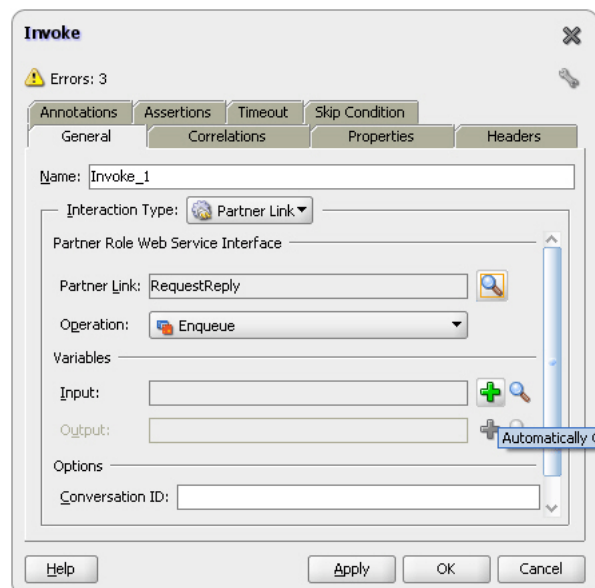 Invoke
Errors: 3
Annotations Assertions Timeout Skip Condition
General Correlations Properties Headers
Name: Invoke_1
Interaction Type: Partner Link
Partner Role Web Service Interface
Partner Link: RequestReply
Operation: Enqueue
Variables
Input:
Output:
Automatically
Options
Conversation ID:
Help Apply OK Cancel